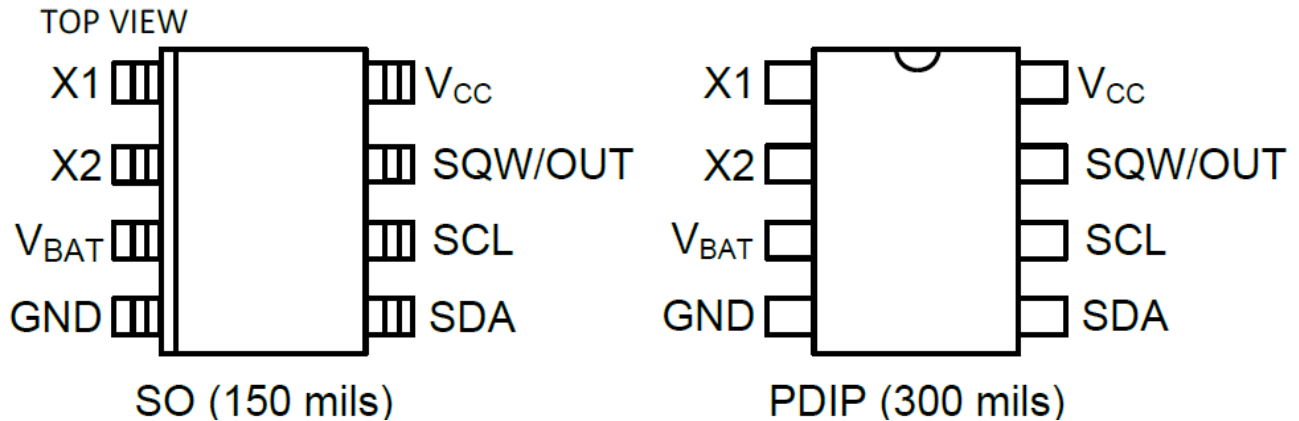 TOP VIEW
X1 VCC X1 VCC
X2 SQW/OUT X2 SQW/OUT
VBAT SCL VBAT SCL
GND SDA GND SDA
SO (150 mils) PDIP (300 mils)